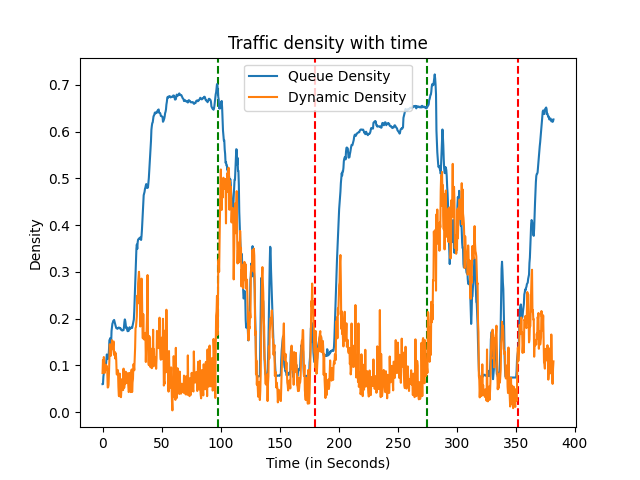 Traffic density with time
Queue Density
Dynamic Density
Density
0.7
0.6
0.5
0.4
0.3
0.2
0.1
0.0
0 50 100 150 200 250 300 350 400
Time (in Seconds)